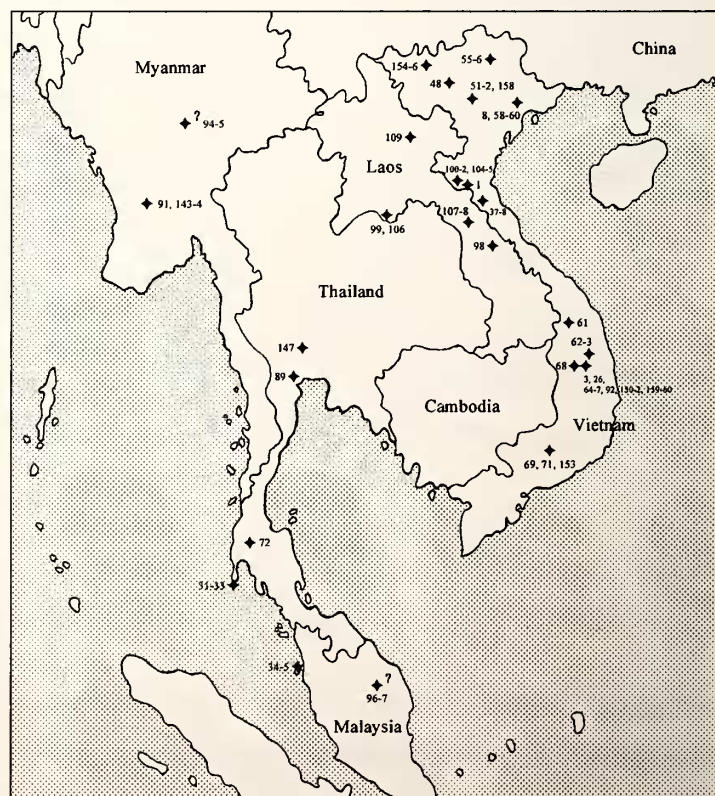 China
Myanmar
154-6
55-6
48
51-2, 158
8, 58-60
?
94-5
109
Laos
100-2, 104-5
1
37-8
91, 143-4
99, 106
107-8
98
Thailand
61
147
62-3
68
3, 26,
64-7, 92, 150-2, 159-60
89
Cambodia
Vietnam
69, 71, 153
72
31-33
34-5
?
96-7
Malaysia